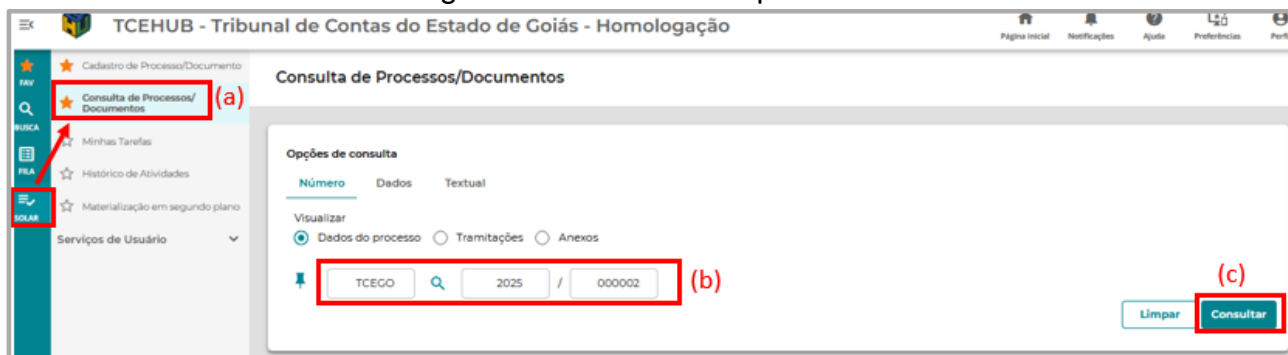 TCEHUB - Tribunal de Contas do Estado de Goiás - Homologação
Página inicial
Notificações
Ajuda
Preferências
FAV
BUSCA
FILA
SOLAR
Cadastro de Processo/Documento
Consulta de Processos/
Documentos
(a)
Minhas Tarefas
Histórico de Atividades
Materialização em segundo plano
Serviços de Usuário
Consulta de Processos/Documentos
Opções de consulta
Número Dados Textual
Visualizar
Dados do processo Tramitações Anexos
TCEGO 2025 / 000002 (b)
(c)
Limpar Consultar